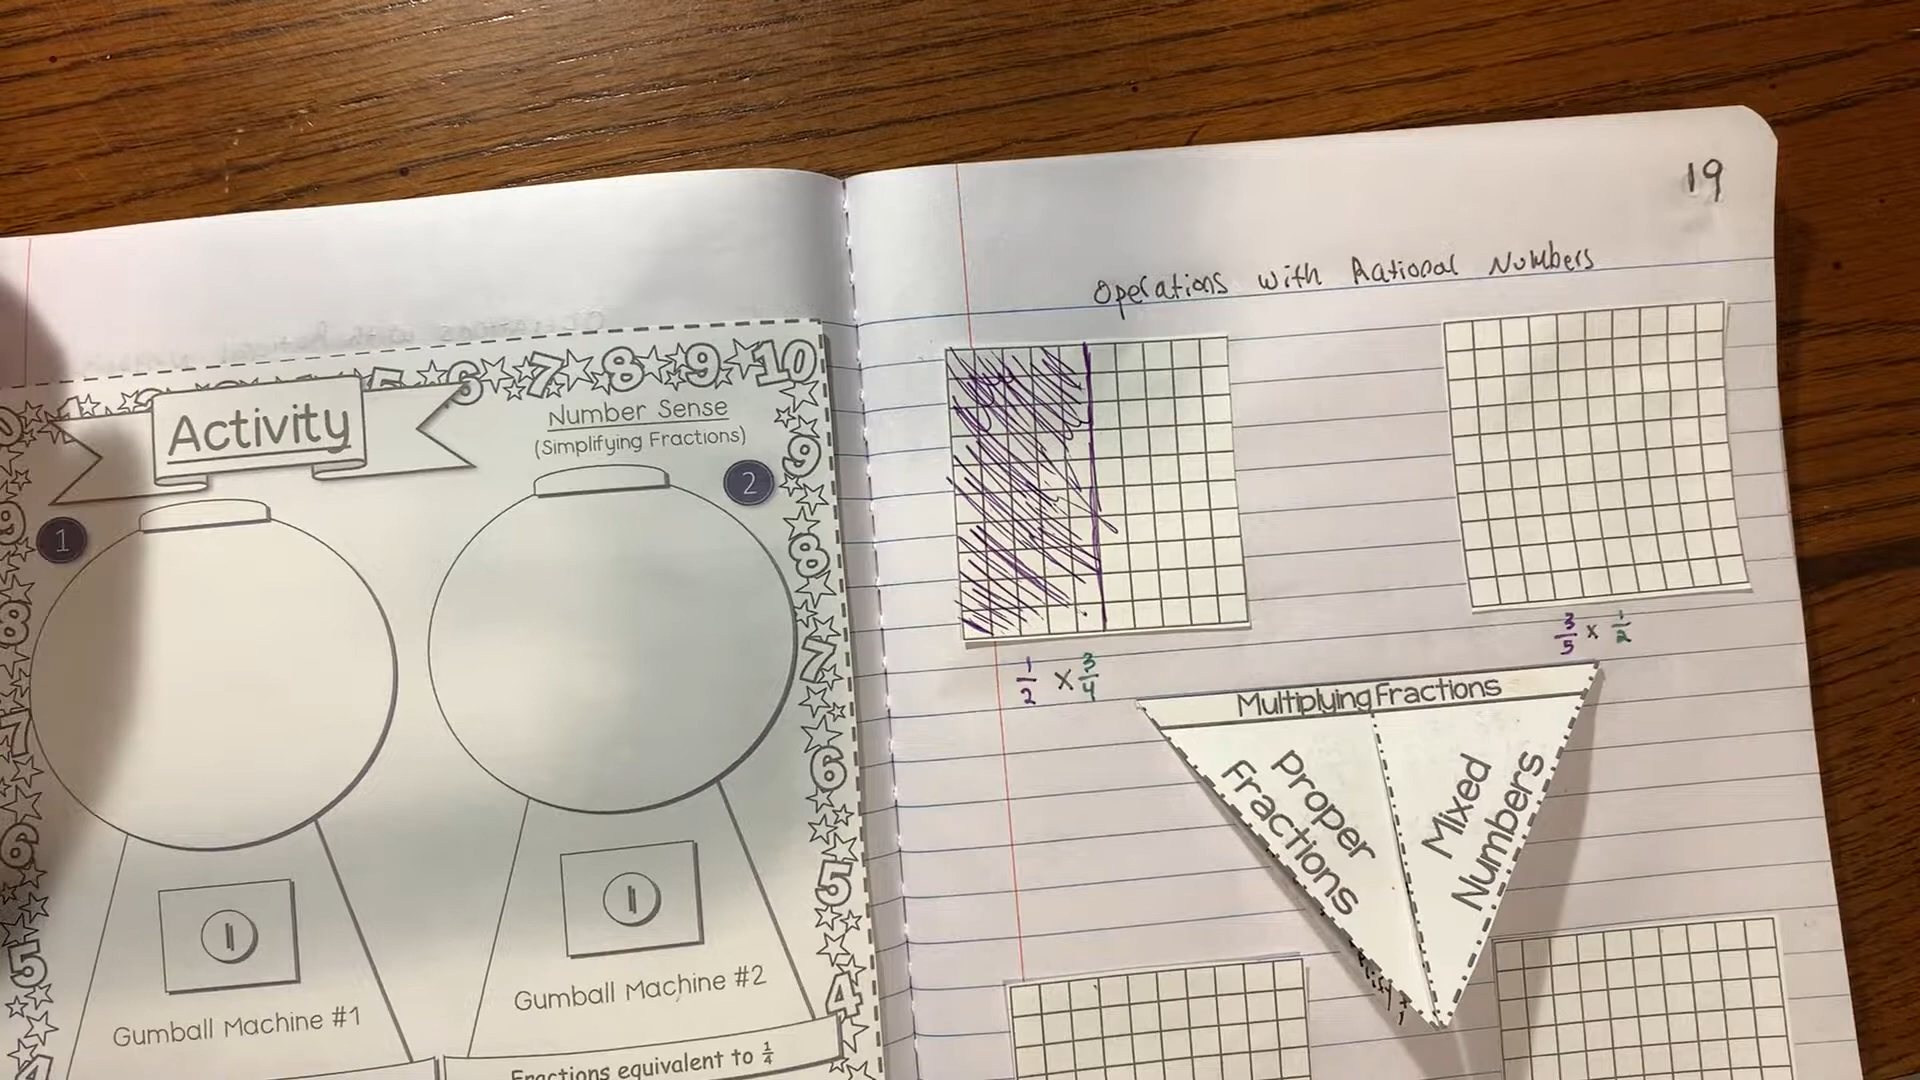 Activity
Number Sense
(Simplifying Fractions)
6 7 8 9 10
1
2
9
8
7
6
5
4
Gumball Machine #1
Gumball Machine #2
Fractions equivalent to 1/4
19
Operations with Rational Numbers
1/2 x 3/4
3/5 x 1/2
Multiplying Fractions
Proper
Fractions
Mixed
Numbers